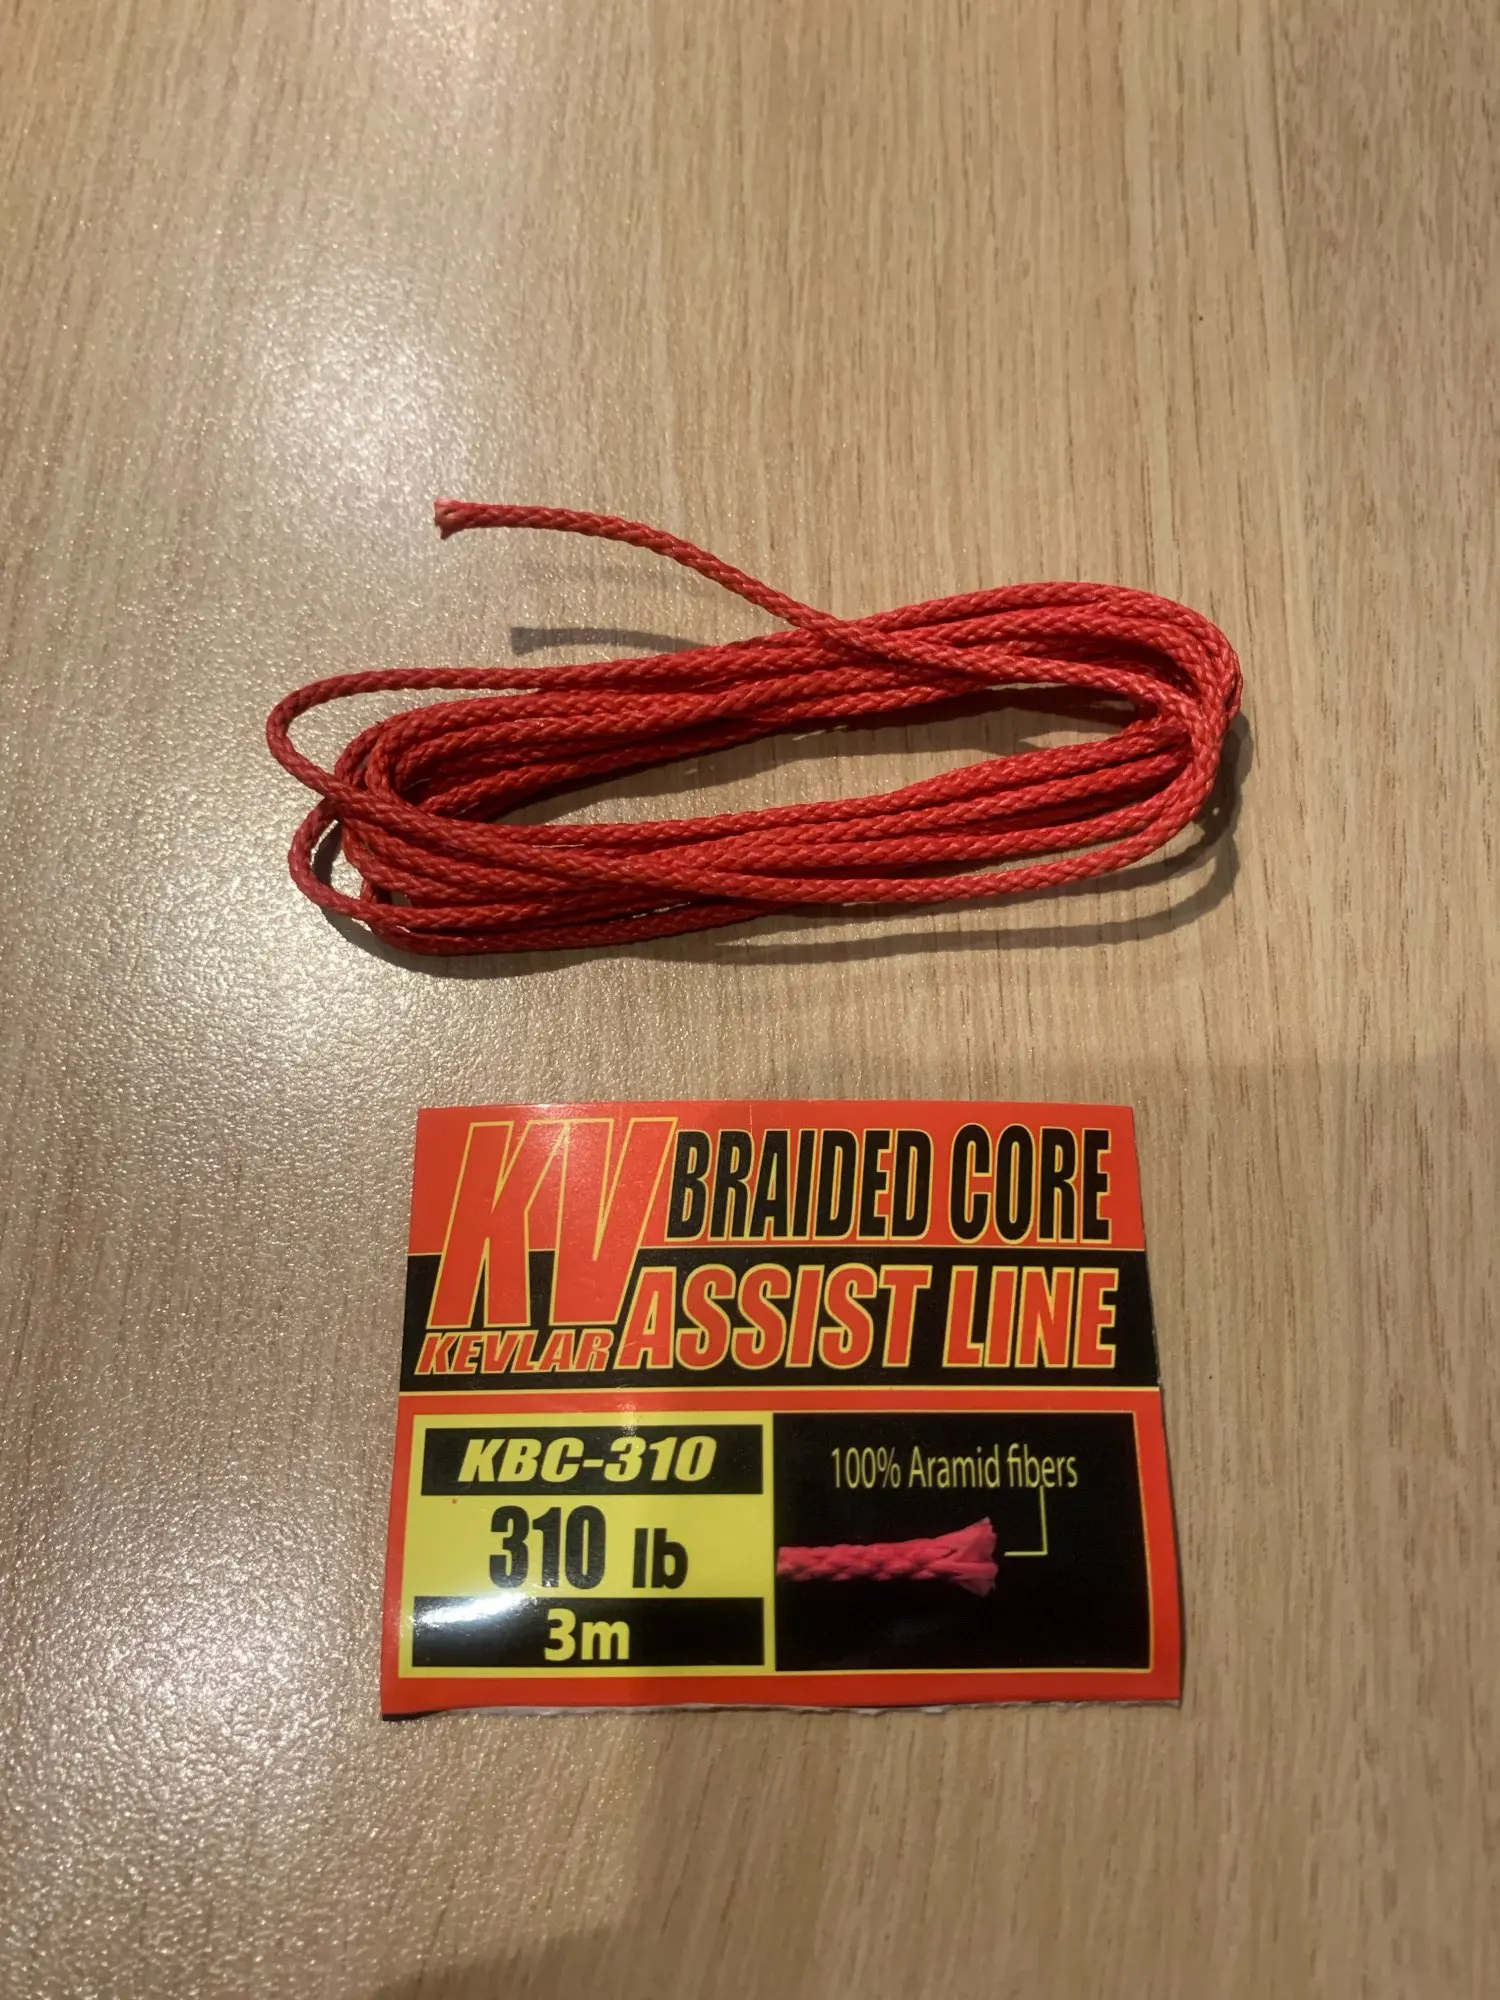 KV BRAIDED CORE
KEVLAR ASSIST LINE
KBC-310
310 lb
3m
100% Aramid fibers